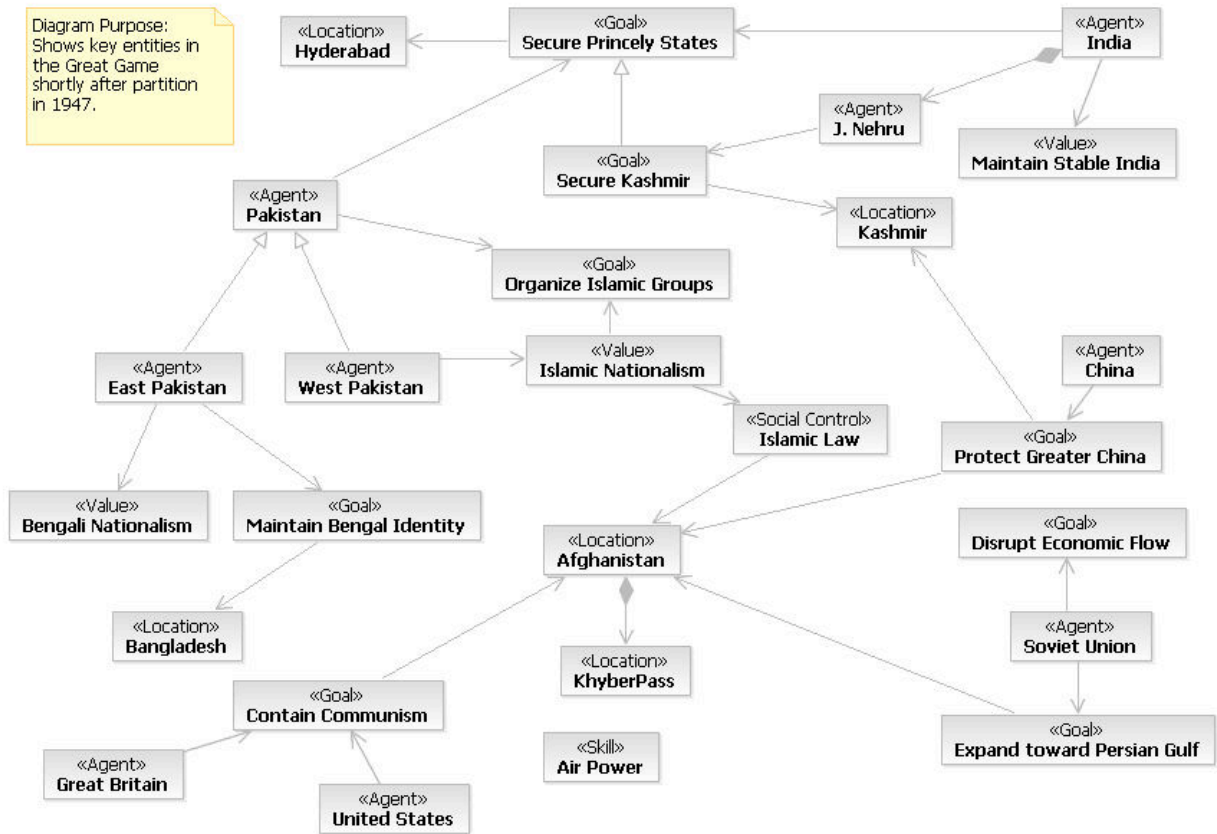 Diagram Purpose:
Shows key entities in
the Great Game
shortly after partition
in 1947.
«Location»
Hyderabad
«Goal»
Secure Princely States
«Agent»
India
«Agent»
J. Nehru
«Value»
Maintain Stable India
«Goal»
Secure Kashmir
«Agent»
Pakistan
«Location»
Kashmir
«Goal»
Organize Islamic Groups
«Agent»
East Pakistan
«Agent»
West Pakistan
«Value»
Islamic Nationalism
«Agent»
China
«Social Control»
Islamic Law
«Goal»
Protect Greater China
«Value»
Bengali Nationalism
«Goal»
Maintain Bengal Identity
«Location»
Afghanistan
«Goal»
Disrupt Economic Flow
«Location»
Bangladesh
«Agent»
Soviet Union
«Location»
KhyberPass
«Goal»
Contain Communism
«Goal»
Expand toward Persian Gulf
«Skill»
Air Power
«Agent»
Great Britain
«Agent»
United States